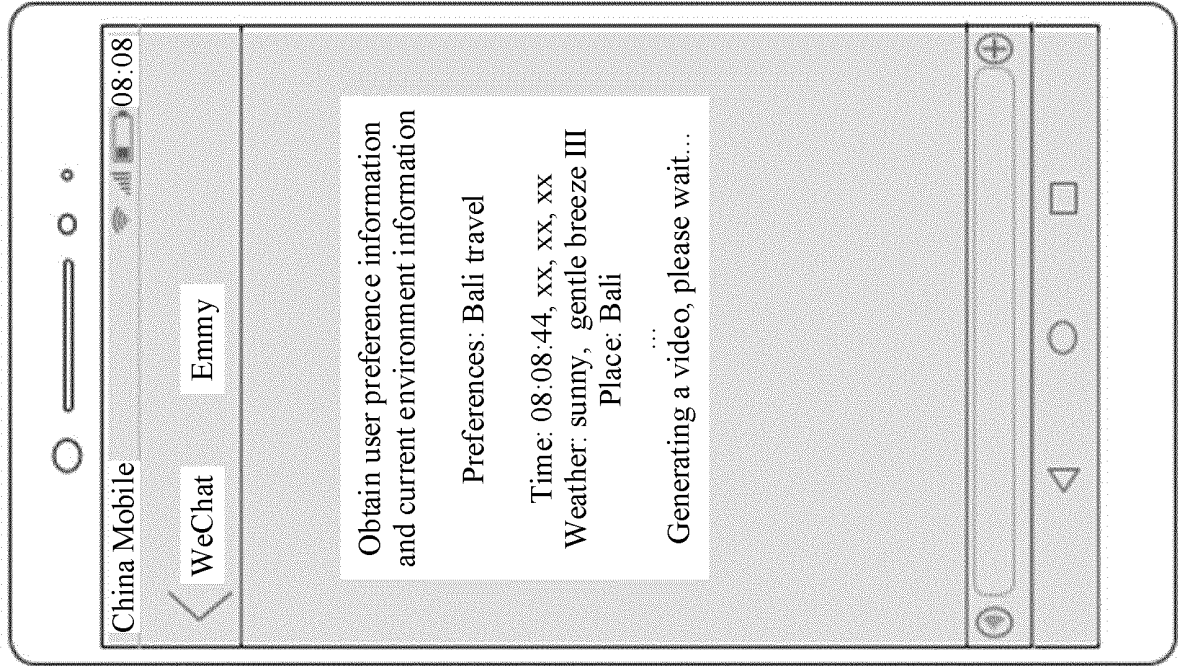 China Mobile 08:08
WeChat Emmy
Obtain user preference information
and current environment information
Preferences: Bali travel
Time: 08:08:44, xx, xx, xx
Weather: sunny, gentle breeze III
Place: Bali
...
Generating a video, please wait...